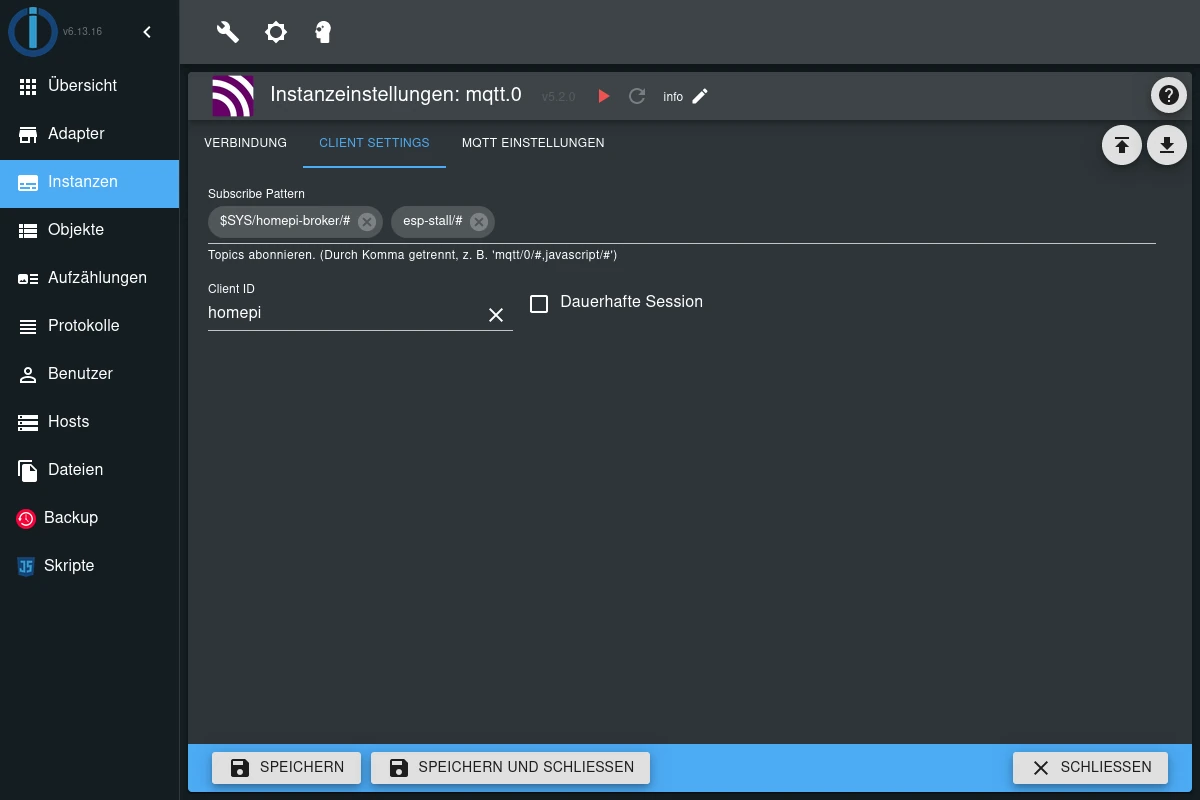 v6.13.16
Übersicht
Adapter
Instanzen
Objekte
Aufzählungen
Protokolle
Benutzer
Hosts
Dateien
Backup
Skripte
Instanzeinstellungen: mqtt.0 v5.2.0 info
VERBINDUNG CLIENT SETTINGS MQTT EINSTELLUNGEN
Subscribe Pattern
$SYS/homepi-broker/# esp-stall/#
Topics abonnieren. (Durch Komma getrennt, z. B. 'mqtt/0/#,javascript/#')
Client ID
homepi Dauerhafte Session
SPEICHERN SPEICHERN UND SCHLIESSEN SCHLIESSEN